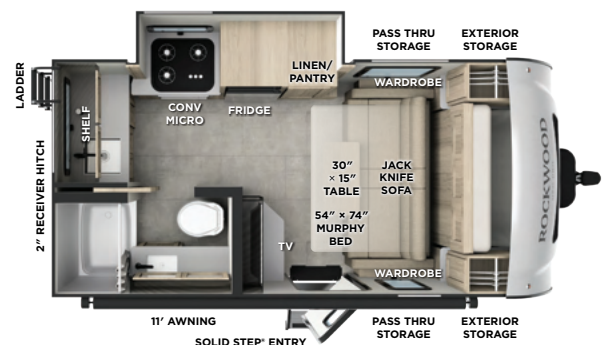 PASS THRU
STORAGE
EXTERIOR
STORAGE
LINEN/
PANTRY
WARDROBE
LADDER
CONV
MICRO
FRIDGE
SHELF
30"
× 15"
TABLE
JACK
KNIFE
SOFA
54" × 74"
MURPHY
BED
ROCKWOOD
2" RECEIVER HITCH
TV
WARDROBE
11' AWNING
SOLID STEP® ENTRY
PASS THRU
STORAGE
EXTERIOR
STORAGE